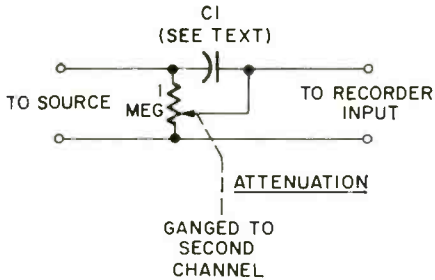 C1
(SEE TEXT)
TO SOURCE
1
MEG
TO RECORDER
INPUT
ATTENUATION
GANGED TO
SECOND
CHANNEL